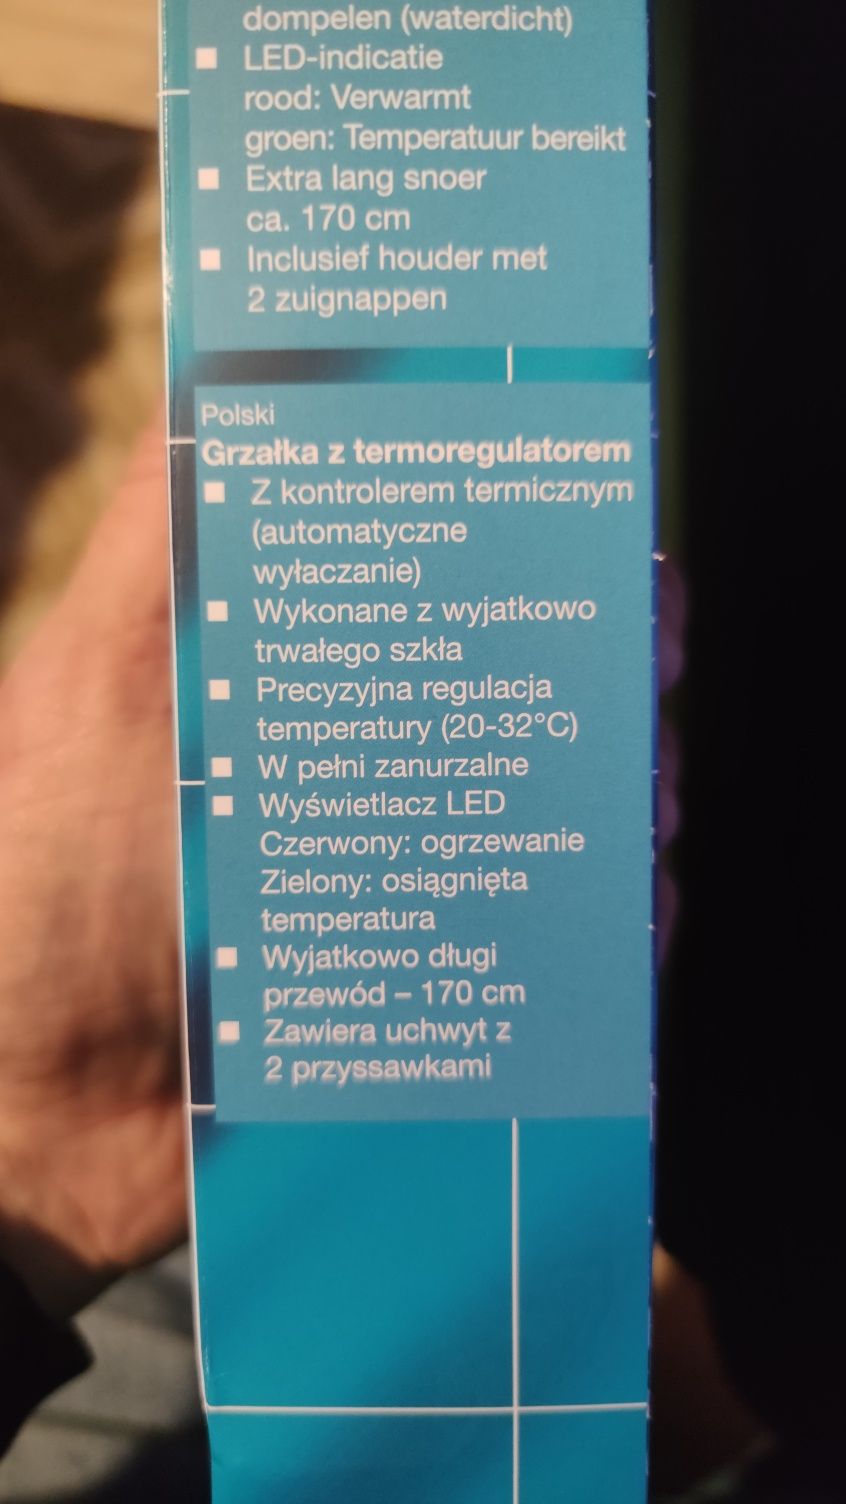 dompelen (waterdicht)
■ LED-indicatie
rood: Verwarmt
groen: Temperatuur bereikt
■ Extra lang snoer
ca. 170 cm
■ Inclusief houder met
2 zuignappen
Polski
Grzałka z termoregulatorem
■ Z kontrolerem termicznym
(automatyczne
wyłaczanie)
■ Wykonane z wyjatkowo
trwałego szkła
■ Precyzyjna regulacja
temperatury (20-32°C)
■ W pełni zanurzalne
■ Wyświetlacz LED
Czerwony: ogrzewanie
Zielony: osiągnięta
temperatura
■ Wyjatkowo długi
przewód – 170 cm
■ Zawiera uchwyt z
2 przyssawkami